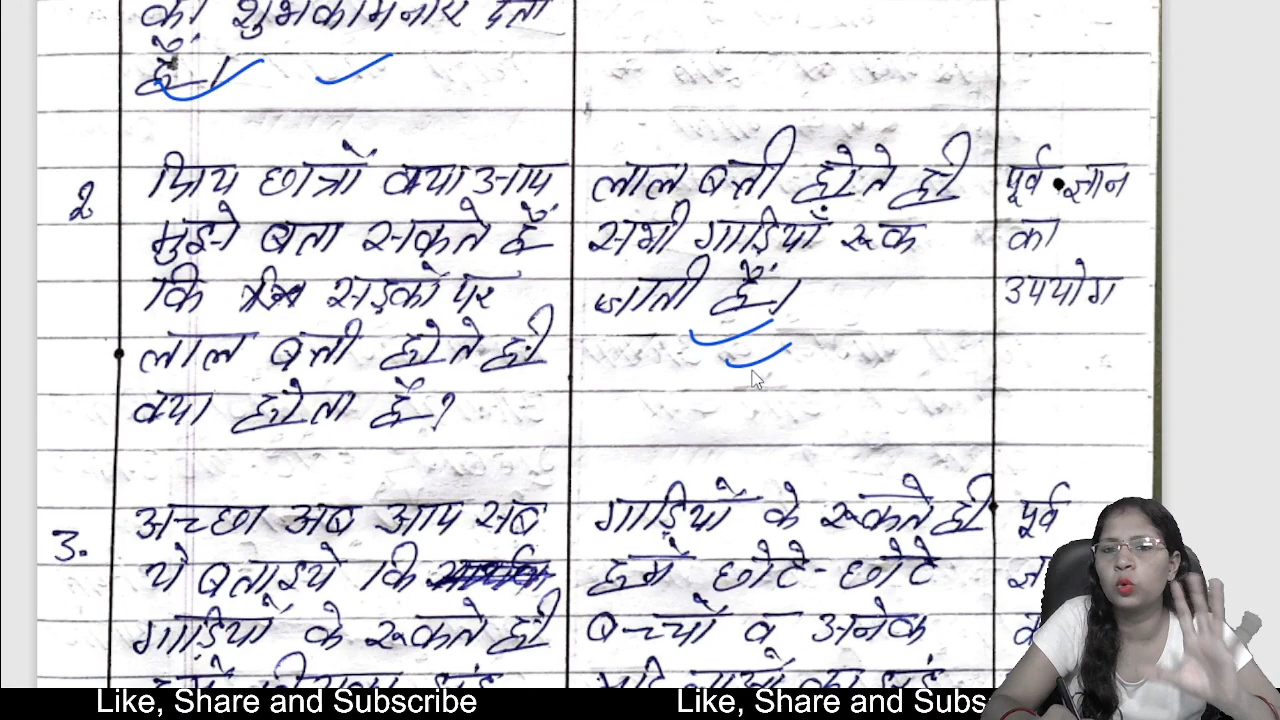 की शुभकामनाएं देता
है।
2 प्रिय छात्रों क्या आप
मुझे बता सकते हैं
कि सड़को पर
लाल बत्ती होते ही
क्या होता है?
लाल बत्ती होते ही
सभी गाड़ियाँ रूक
जाती हैं।
पूर्व ज्ञान
का
उपयोग
3. अच्छा अब आप सब
ये बताइये कि
गाड़ियों के रूकते ही
गाड़ियों के रूकते ही
हमें छोटे-छोटे
बच्चों व अनेक
पूर्व
Like, Share and Subscribe
Like, Share and Subs